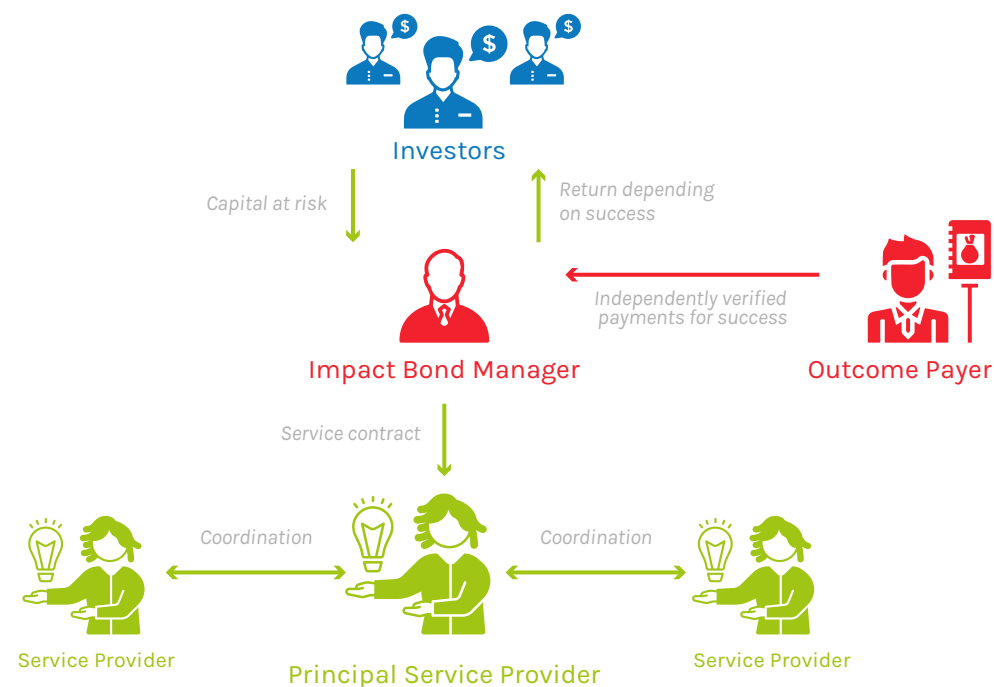 $
$
$
Investors
Capital at risk
Return depending
on success
Independently verified
payments for success
Impact Bond Manager
Outcome Payer
Service contract
Coordination
Coordination
Service Provider
Principal Service Provider
Service Provider